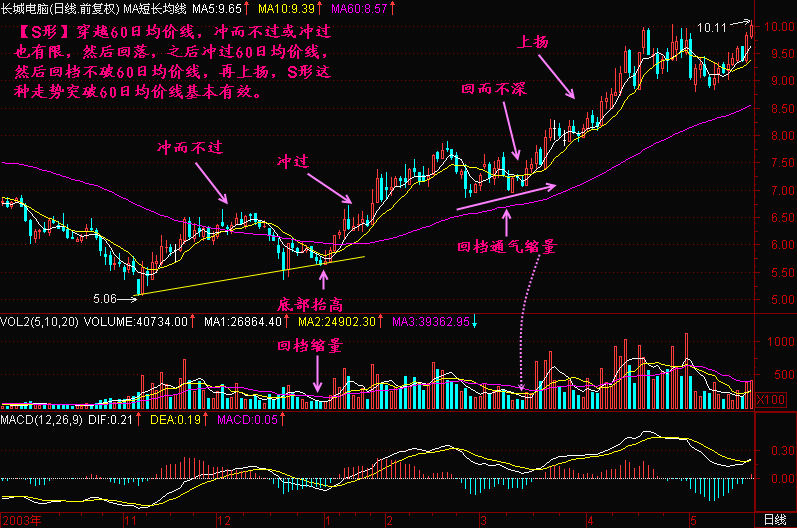 长城电脑(日线.前复权) MA短长均线 MA5:9.65↑ MA10:9.39↑ MA60:8.57↑
【S形】穿越60日均价线，冲而不过或冲过
也有限，然后回落，之后冲过60日均价线，
然后回档不破60日均价线，再上扬，S形这
种走势突破60日均价线基本有效。
10.11
10.00
9.50
9.00
8.50
8.00
7.50
7.00
6.50
6.00
5.50
5.00
上扬
回而不深
冲而不过
冲过
回档通气缩量
5.06
底部抬高
VOL2(5,10,20) VOLUME:40734.00↑ MA1:26864.40↑ MA2:24902.30↑ MA3:39362.95↓
回档缩量
1000
500
X100
MACD(12,26,9) DIF:0.21↑ DEA:0.19↑ MACD:0.05↑
0.30
0.00
2003年 11 12 1 2 3 4 5 日线